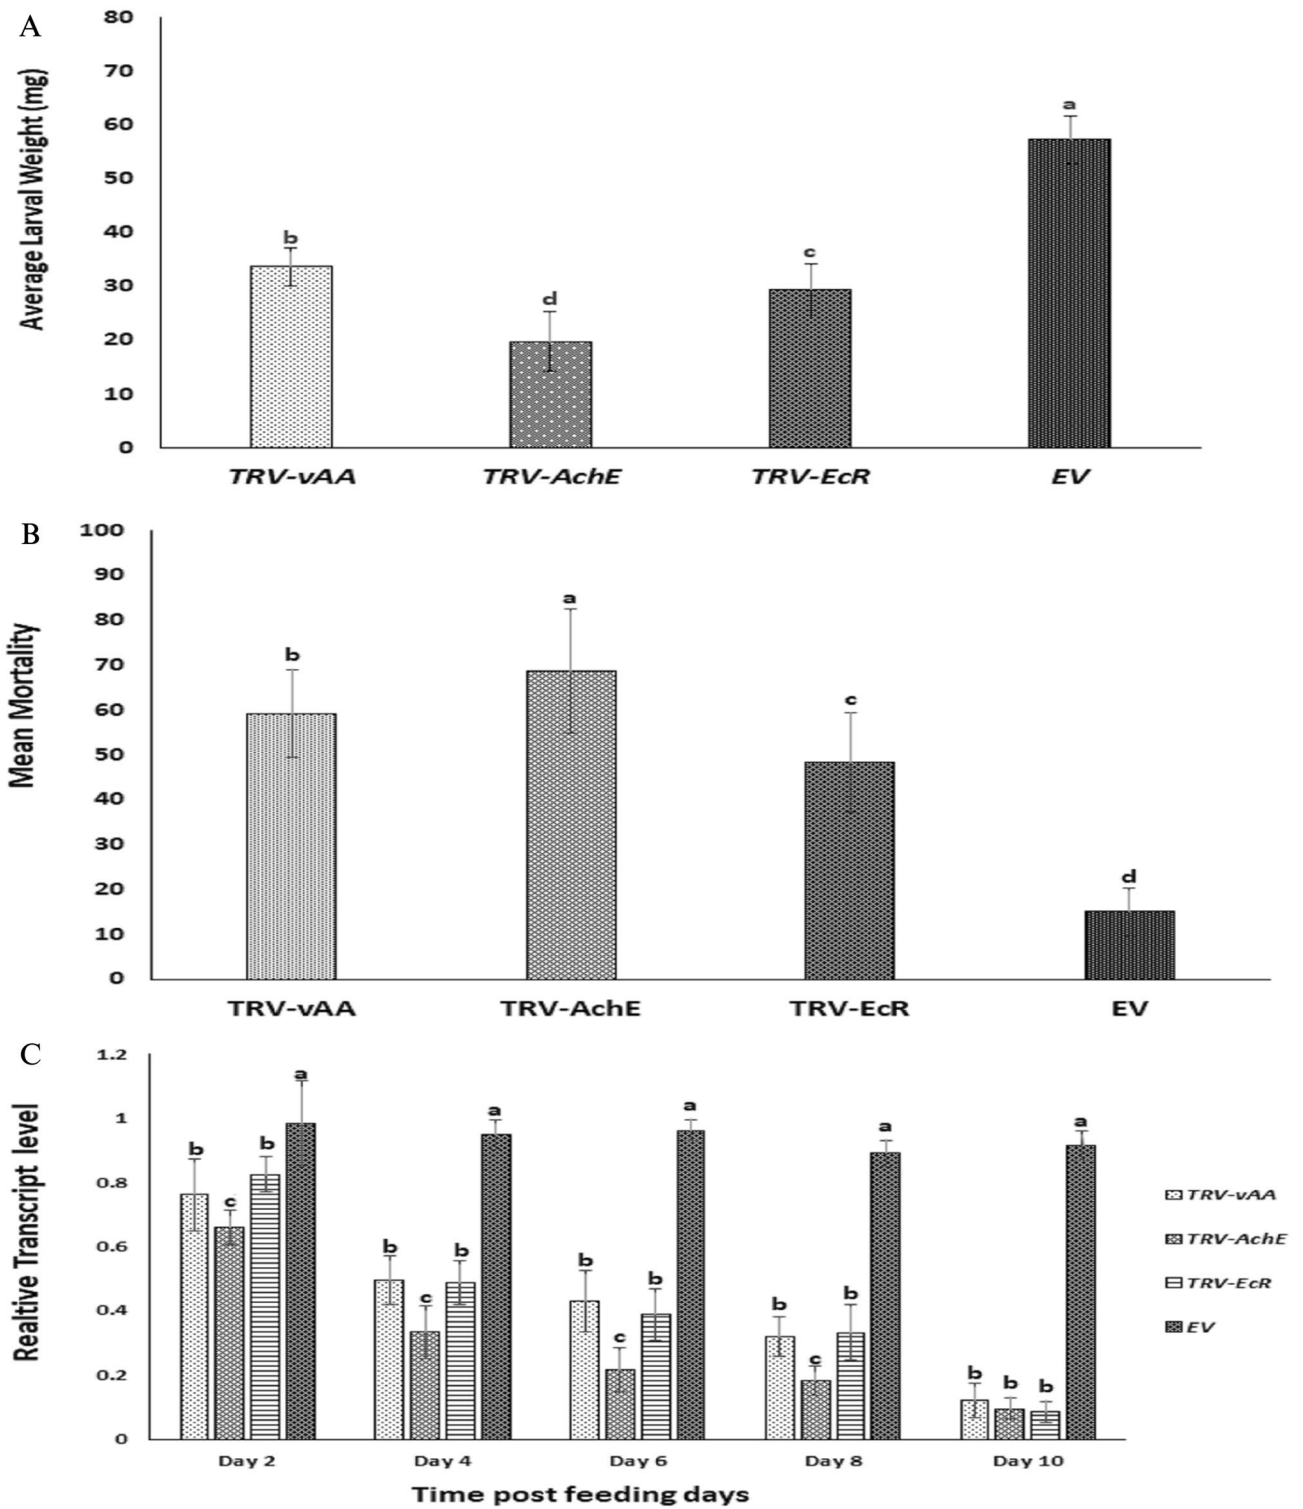 A
Average Larval Weight (mg)
80
70
60
50
40
30
20
10
0
b
d
c
a
TRV-vAA TRV-AchE TRV-EcR EV
B
Mean Mortality
100
90
80
70
60
50
40
30
20
10
0
b
a
c
d
TRV-vAA TRV-AchE TRV-EcR EV
C
Realtive Transcript level
1.2
1
0.8
0.6
0.4
0.2
0
b c b a
b c b a
b c b a
b c b a
b b b a
Day 2 Day 4 Day 6 Day 8 Day 10
Time post feeding days
TRV-vAA
TRV-AchE
TRV-EcR
EV